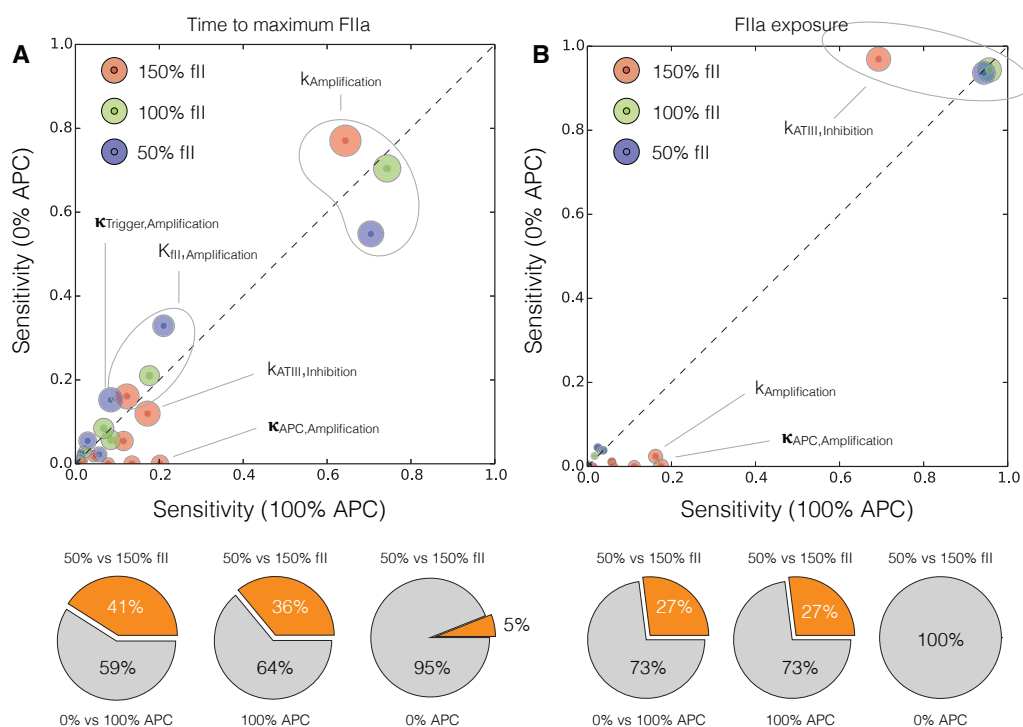 Time to maximum FIIa
A
1.0
0.8
0.6
0.4
0.2
0.0
0.0
0.2
0.4
0.6
0.8
1.0
Sensitivity (0% APC)
Sensitivity (100% APC)
150% fII
100% fII
50% fII
kAmplification
κTrigger,Amplification
KfII,Amplification
kATIII,Inhibition
κAPC,Amplification
50% vs 150% fII
41%
59%
0% vs 100% APC
50% vs 150% fII
36%
64%
100% APC
50% vs 150% fII
5%
95%
0% APC
FIIa exposure
B
1.0
0.8
0.6
0.4
0.2
0.0
0.0
0.2
0.4
0.6
0.8
1.0
Sensitivity (0% APC)
Sensitivity (100% APC)
150% fII
100% fII
50% fII
kATIII,Inhibition
kAmplification
κAPC,Amplification
50% vs 150% fII
27%
73%
0% vs 100% APC
50% vs 150% fII
27%
73%
100% APC
50% vs 150% fII
100%
0% APC